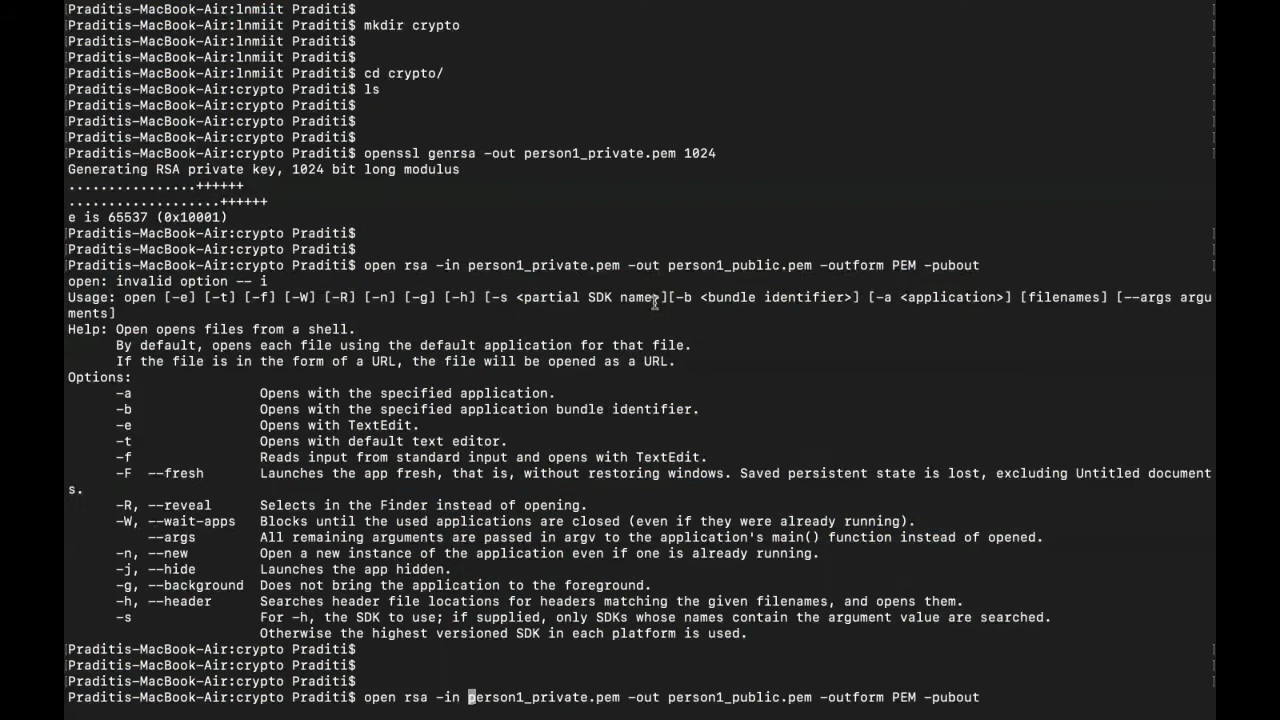 Praditis-MacBook-Air:lnmiit Praditi$
Praditis-MacBook-Air:lnmiit Praditi$ mkdir crypto
Praditis-MacBook-Air:lnmiit Praditi$
Praditis-MacBook-Air:lnmiit Praditi$
Praditis-MacBook-Air:lnmiit Praditi$ cd crypto/
Praditis-MacBook-Air:crypto Praditi$ ls
Praditis-MacBook-Air:crypto Praditi$
Praditis-MacBook-Air:crypto Praditi$
Praditis-MacBook-Air:crypto Praditi$
Praditis-MacBook-Air:crypto Praditi$ openssl genrsa -out person1_private.pem 1024
Generating RSA private key, 1024 bit long modulus
................++++++
...................++++++
e is 65537 (0x10001)
Praditis-MacBook-Air:crypto Praditi$
Praditis-MacBook-Air:crypto Praditi$
Praditis-MacBook-Air:crypto Praditi$ open rsa -in person1_private.pem -out person1_public.pem -outform PEM -pubout
open: invalid option -- i
Usage: open [-e] [-t] [-f] [-W] [-R] [-n] [-g] [-h] [-s <partial SDK name>][-b <bundle identifier>] [-a <application>] [filenames] [--args argu
ments]
Help: Open opens files from a shell.
      By default, opens each file using the default application for that file.
      If the file is in the form of a URL, the file will be opened as a URL.
Options:
      -a                Opens with the specified application.
      -b                Opens with the specified application bundle identifier.
      -e                Opens with TextEdit.
      -t                Opens with default text editor.
      -f                Reads input from standard input and opens with TextEdit.
      -F  --fresh       Launches the app fresh, that is, without restoring windows. Saved persistent state is lost, excluding Untitled document
s.
      -R, --reveal      Selects in the Finder instead of opening.
      -W, --wait-apps   Blocks until the used applications are closed (even if they were already running).
          --args        All remaining arguments are passed in argv to the application's main() function instead of opened.
      -n, --new         Open a new instance of the application even if one is already running.
      -j, --hide        Launches the app hidden.
      -g, --background  Does not bring the application to the foreground.
      -h, --header      Searches header file locations for headers matching the given filenames, and opens them.
      -s                For -h, the SDK to use; if supplied, only SDKs whose names contain the argument value are searched.
                        Otherwise the highest versioned SDK in each platform is used.
Praditis-MacBook-Air:crypto Praditi$
Praditis-MacBook-Air:crypto Praditi$
Praditis-MacBook-Air:crypto Praditi$
Praditis-MacBook-Air:crypto Praditi$ open rsa -in person1_private.pem -out person1_public.pem -outform PEM -pubout